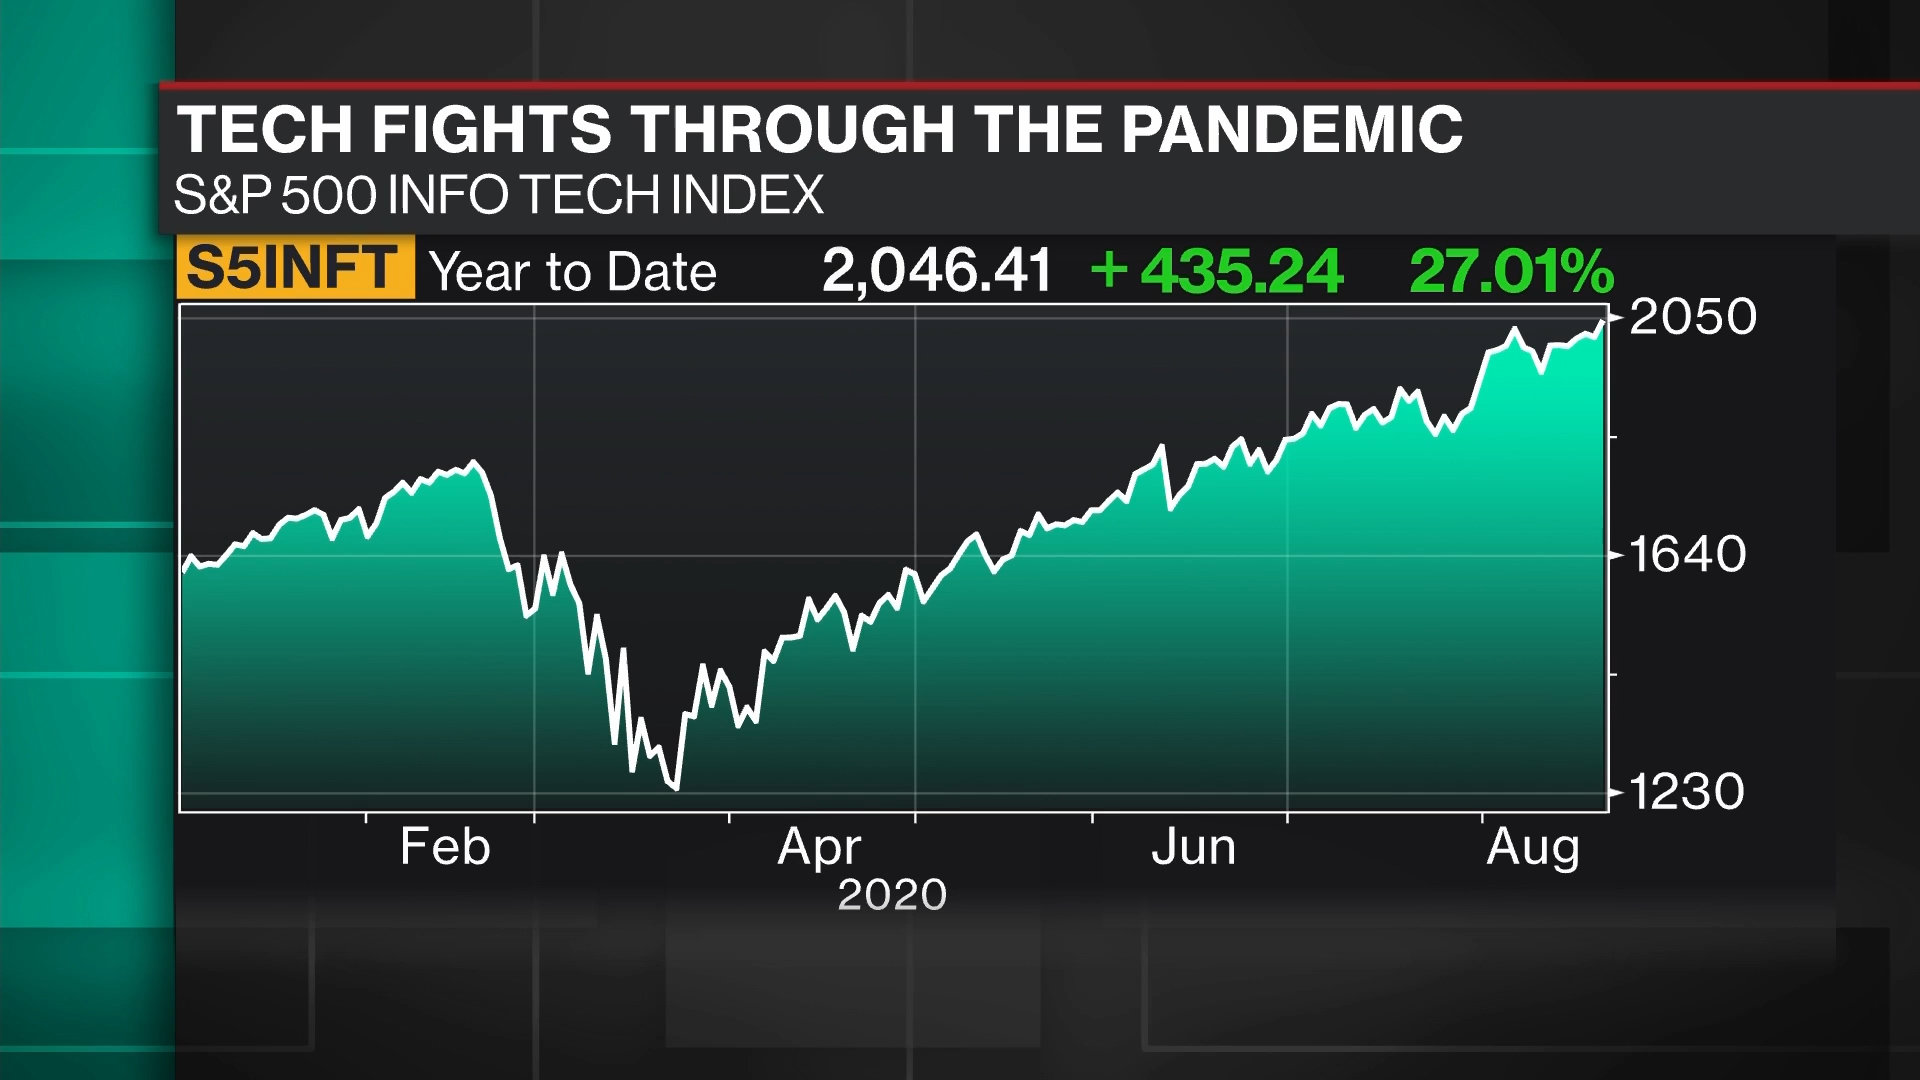 TECH FIGHTS THROUGH THE PANDEMIC
S&P 500 INFO TECH INDEX
S5INFT Year to Date 2,046.41 +435.24 27.01%
2050
1640
1230
Feb Apr Jun Aug
2020